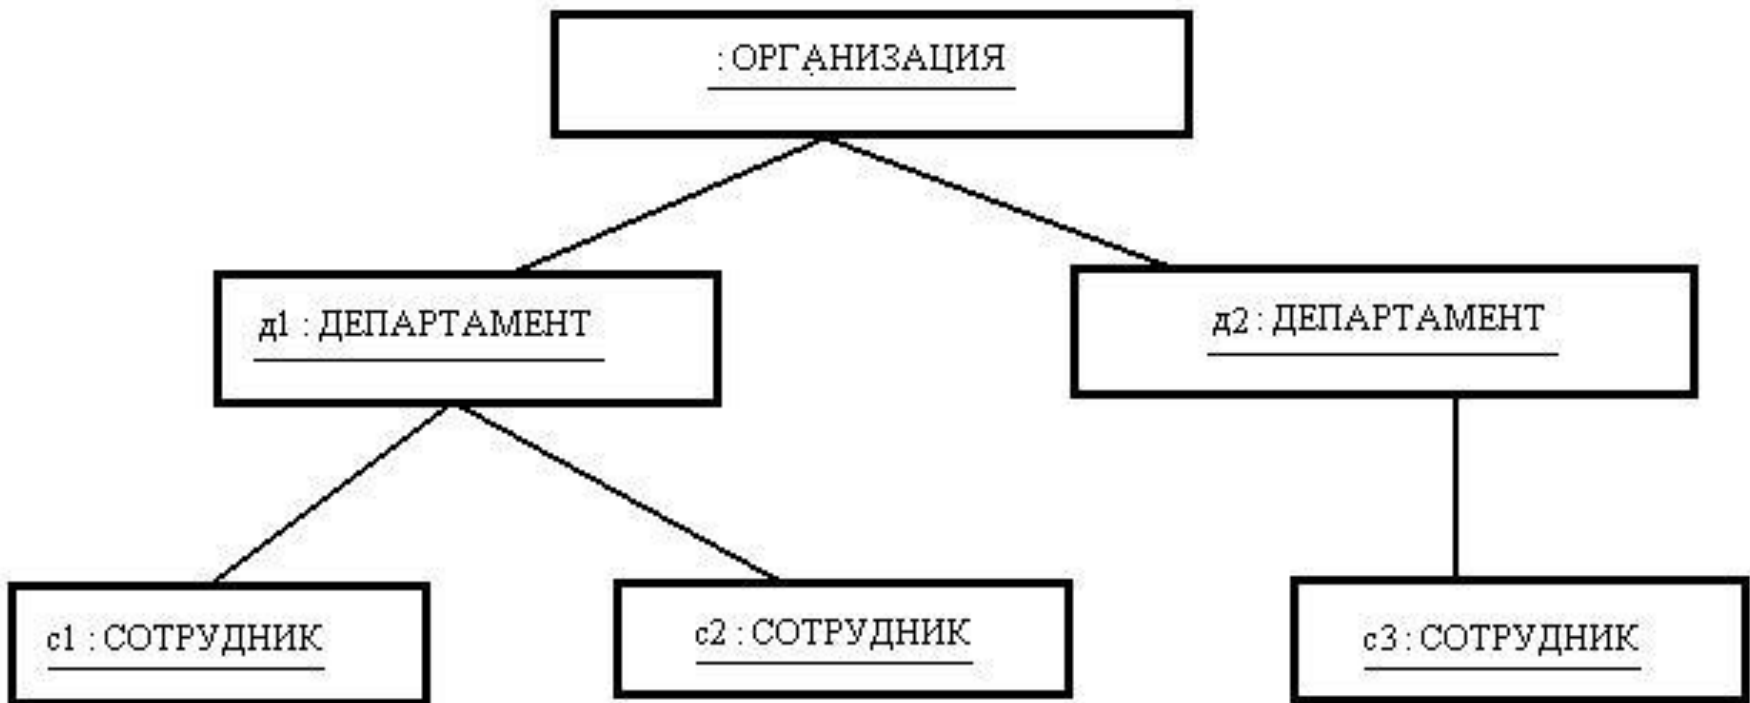 : ОРГАНИЗАЦИЯ
д1 : ДЕПАРТАМЕНТ
д2 : ДЕПАРТАМЕНТ
с1 : СОТРУДНИК
с2 : СОТРУДНИК
с3 : СОТРУДНИК